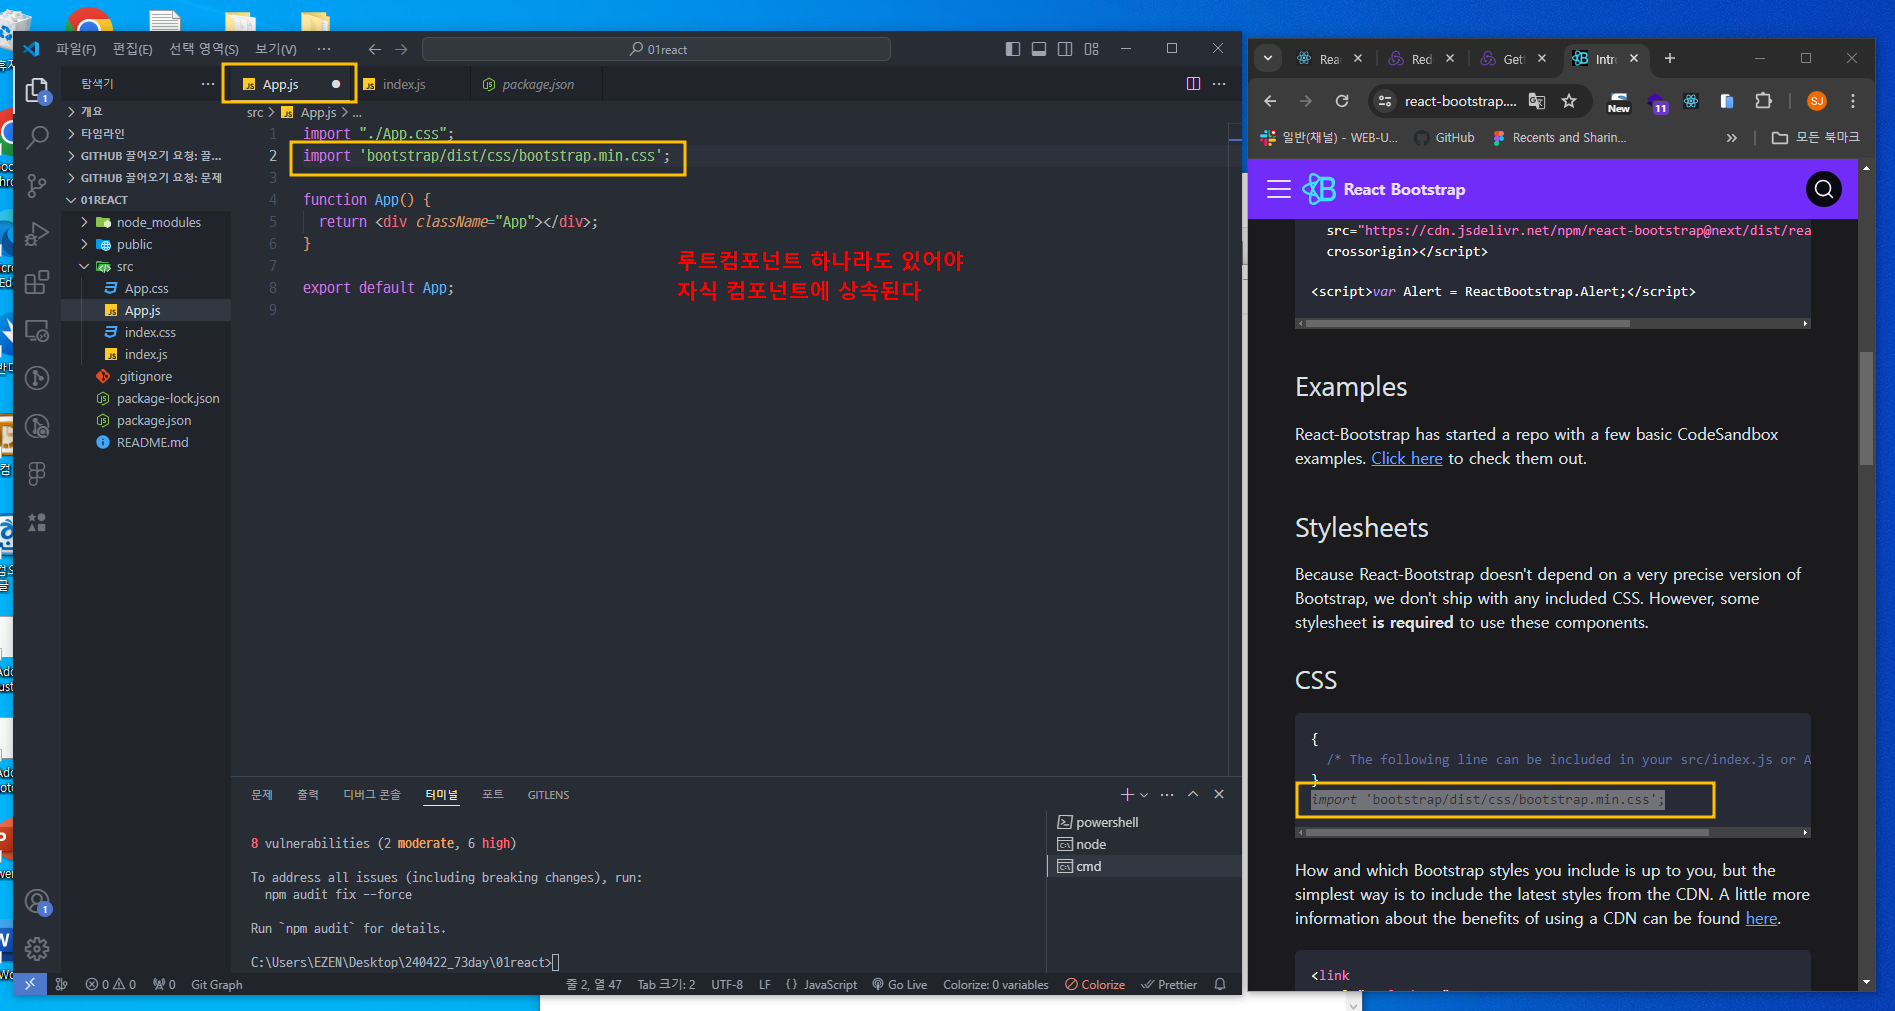 파일(F) 편집(E) 선택 영역(S) 보기(V) ···
01react
탐색기 ···
App.js
index.js
package.json
src > App.js > ...
개요
타임라인
GITHUB 끌어오기 요청: 끌...
GITHUB 끌어오기 요청: 문제
01REACT
node_modules
public
src
App.css
App.js
index.css
index.js
.gitignore
package-lock.json
package.json
README.md
1 import "./App.css";
2 import 'bootstrap/dist/css/bootstrap.min.css';
3
4 function App() {
5 return <div className="App"></div>;
6 }
7
8 export default App;
9
루트컴포넌트 하나라도 있어야
자식 컴포넌트에 상속된다
문제 출력 디버그 콘솔 터미널 포트 GITLENS
8 vulnerabilities (2 moderate, 6 high)
To address all issues (including breaking changes), run:
npm audit fix --force
Run `npm audit` for details.
C:\Users\EZEN\Desktop\240422_73day\01react>
powershell
node
cmd
0 0 0 Git Graph
줄 2, 열 47 Tab 크기: 2 UTF-8 LF {} JavaScript Go Live Colorize: 0 variables Colorize Prettier
1
1
Rea
Red
Get
Intr
react-bootstrap....
New
11
SJ
일반(채널) - WEB-U...
GitHub
Recents and Sharin...
모든 북마크
React Bootstrap
src="https://cdn.jsdelivr.net/npm/react-bootstrap@next/dist/rea
crossorigin></script>
<script>var Alert = ReactBootstrap.Alert;</script>
Examples
React-Bootstrap has started a repo with a few basic CodeSandbox
examples. Click here to check them out.
Stylesheets
Because React-Bootstrap doesn't depend on a very precise version of
Bootstrap, we don't ship with any included CSS. However, some
stylesheet is required to use these components.
CSS
{
/* The following line can be included in your src/index.js or A
}
import 'bootstrap/dist/css/bootstrap.min.css';
How and which Bootstrap styles you include is up to you, but the
simplest way is to include the latest styles from the CDN. A little more
information about the benefits of using a CDN can be found here.
<link